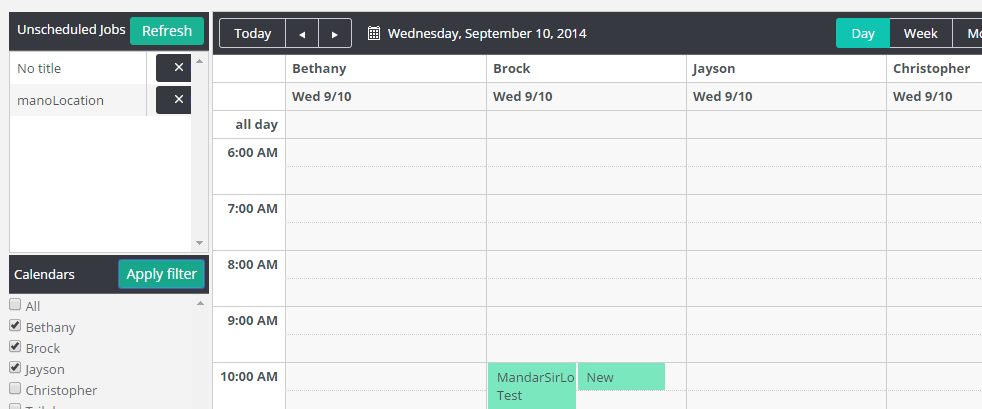 Unscheduled Jobs Refresh
No title
manoLocation
Calendars Apply filter
All
Bethany
Brock
Jayson
Christopher
Today Wednesday, September 10, 2014 Day Week Mo
Bethany Brock Jayson Christopher
Wed 9/10 Wed 9/10 Wed 9/10 Wed 9/10
all day
6:00 AM
7:00 AM
8:00 AM
9:00 AM
10:00 AM MandarSirLo New
Test